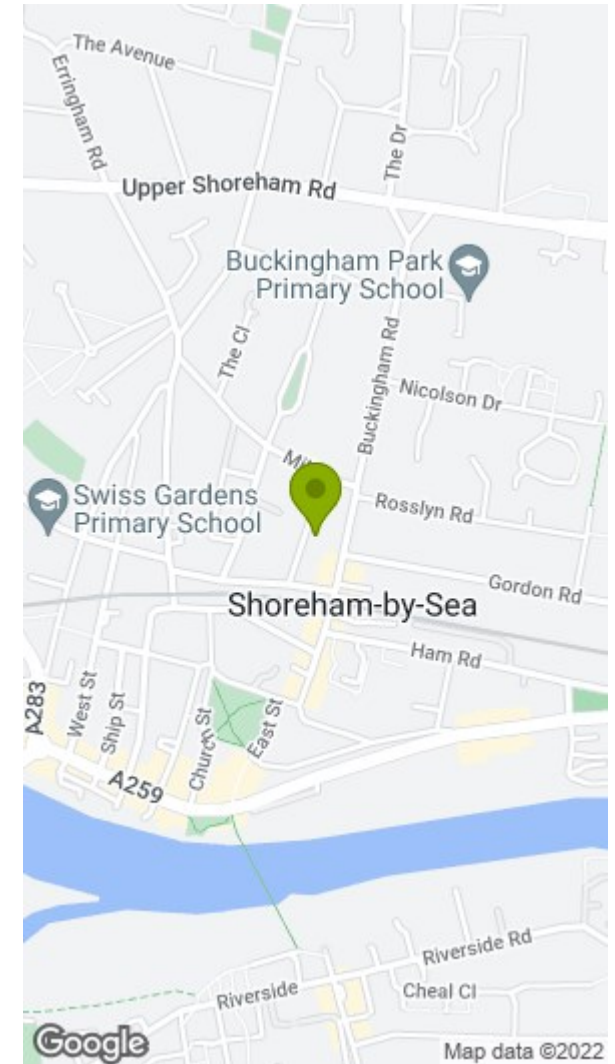 The Avenue
Erringham Rd
The Dr
Upper Shoreham Rd
Buckingham Park
Primary School
The Cl
Buckingham Rd
Nicolson Dr
Swiss Gardens
Primary School
Rosslyn Rd
Gordon Rd
Shoreham-by-Sea
Ham Rd
A283
West St
Ship St
Church St
East St
A259
Riverside Rd
Riverside
Cheal Cl
Google
Map data ©2022